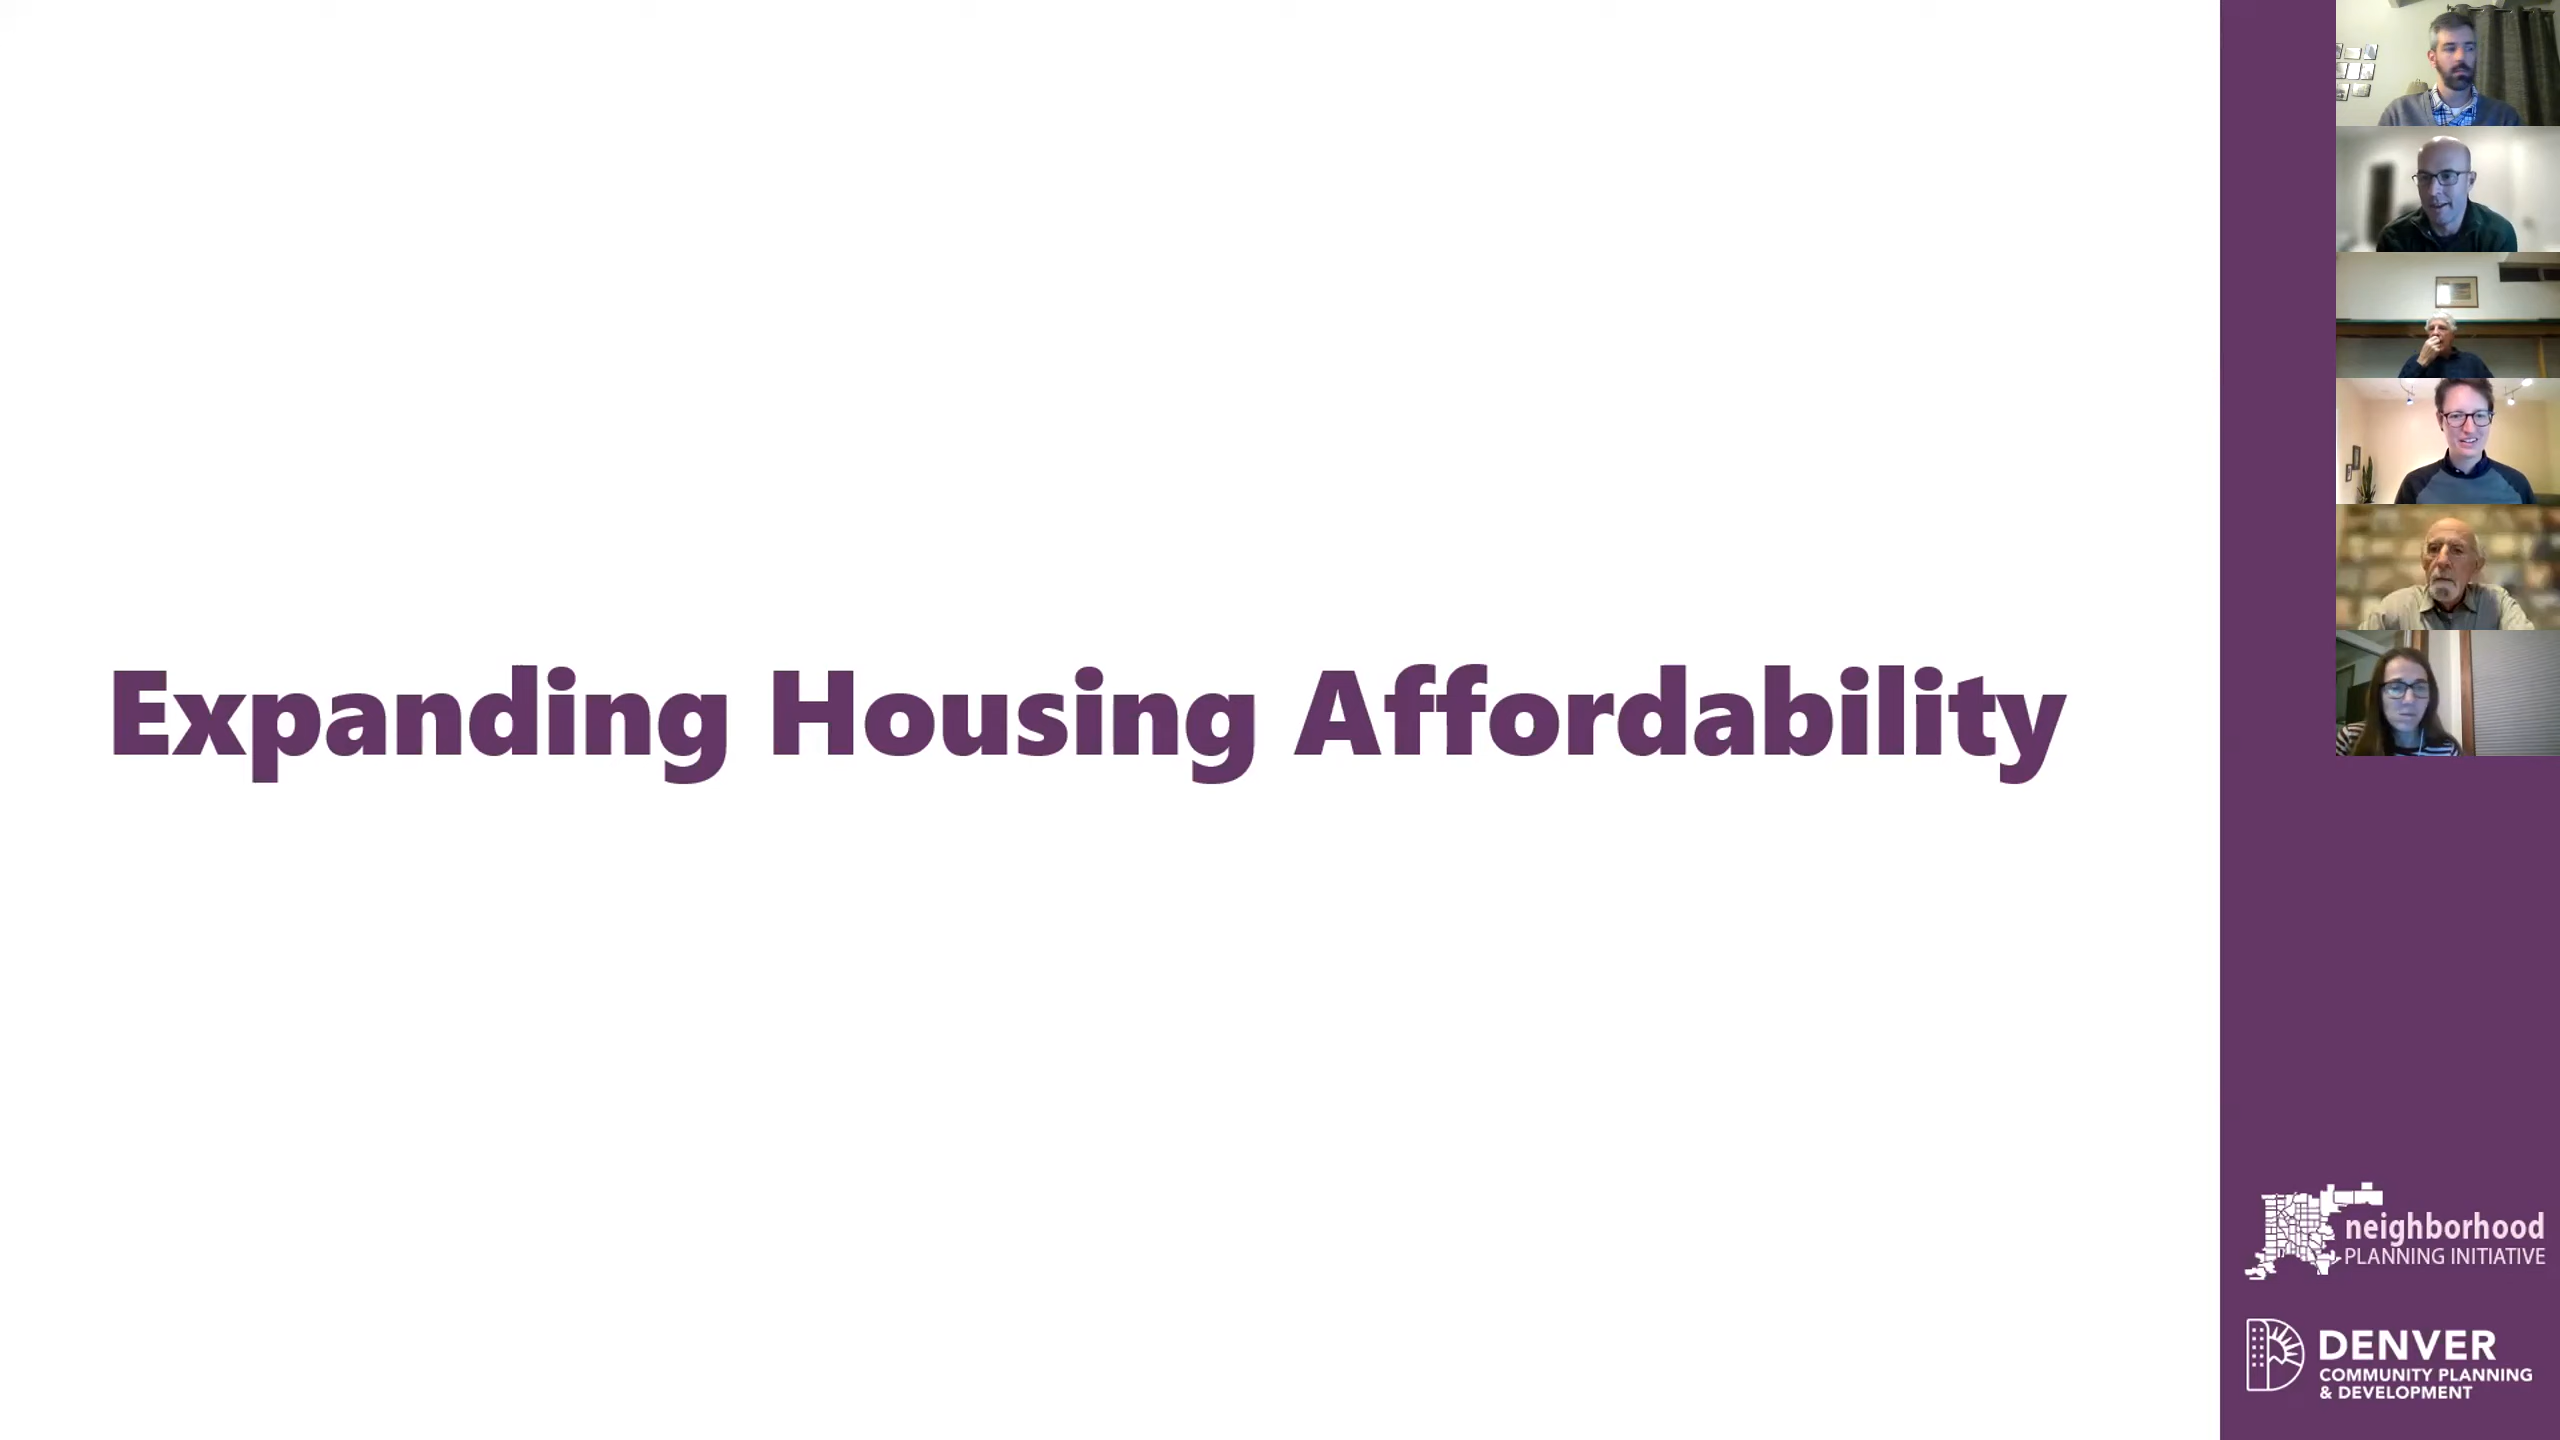 Expanding Housing Affordability
neighborhood
PLANNING INITIATIVE
DENVER
COMMUNITY PLANNING
& DEVELOPMENT